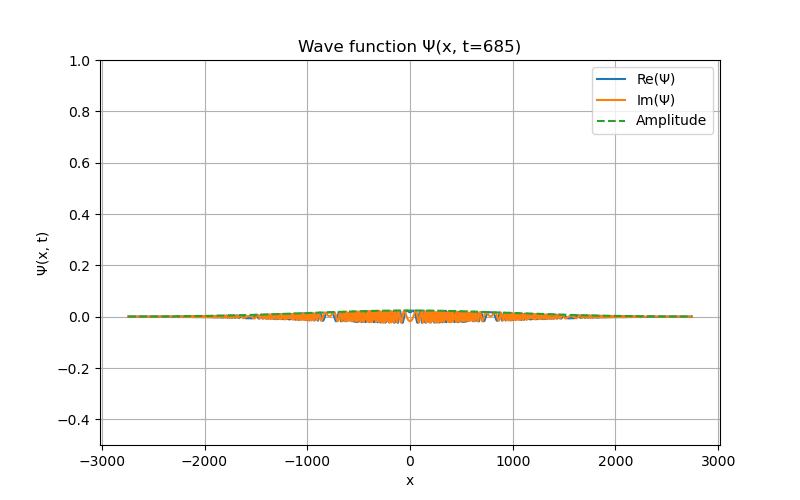 Wave function Ψ(x, t=685)
Re(Ψ)
Im(Ψ)
Amplitude
Ψ(x, t)
1.0
0.8
0.6
0.4
0.2
0.0
−0.2
−0.4
−3000 −2000 −1000 0 1000 2000 3000
x